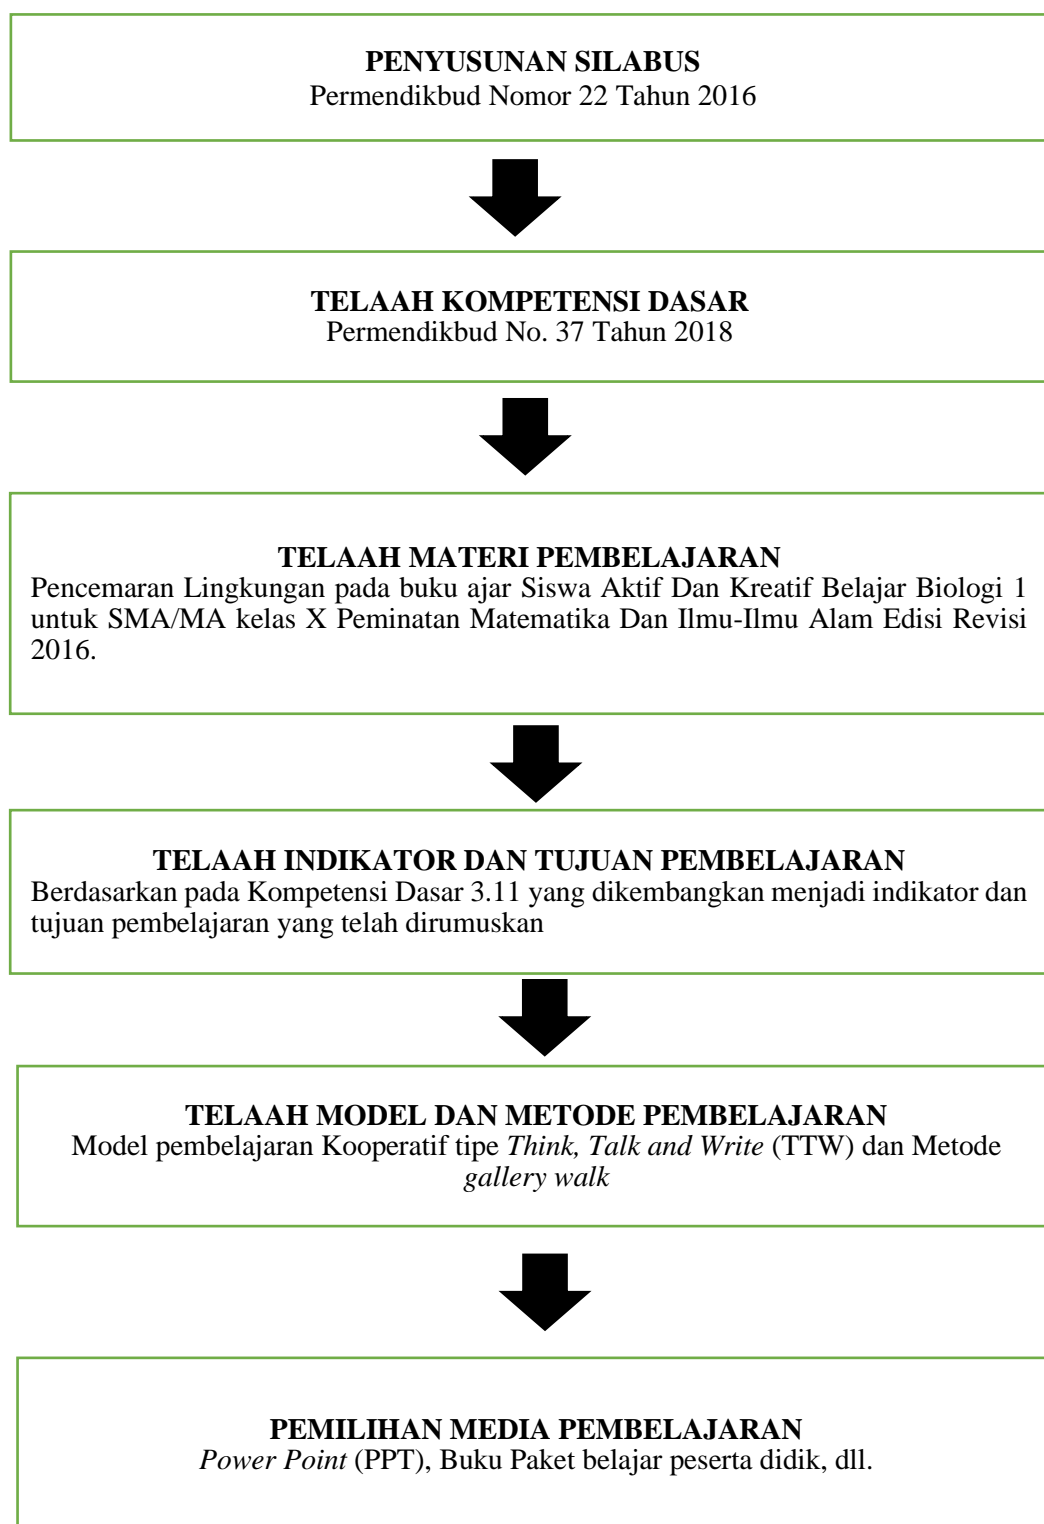 PENYUSUNAN SILABUS
Permendikbud Nomor 22 Tahun 2016
TELAAH KOMPETENSI DASAR
Permendikbud No. 37 Tahun 2018
TELAAH MATERI PEMBELAJARAN
Pencemaran Lingkungan pada buku ajar Siswa Aktif Dan Kreatif Belajar Biologi 1
untuk SMA/MA kelas X Peminatan Matematika Dan Ilmu-Ilmu Alam Edisi Revisi
2016.
TELAAH INDIKATOR DAN TUJUAN PEMBELAJARAN
Berdasarkan pada Kompetensi Dasar 3.11 yang dikembangkan menjadi indikator dan
tujuan pembelajaran yang telah dirumuskan
TELAAH MODEL DAN METODE PEMBELAJARAN
Model pembelajaran Kooperatif tipe Think, Talk and Write (TTW) dan Metode
gallery walk
PEMILIHAN MEDIA PEMBELAJARAN
Power Point (PPT), Buku Paket belajar peserta didik, dll.